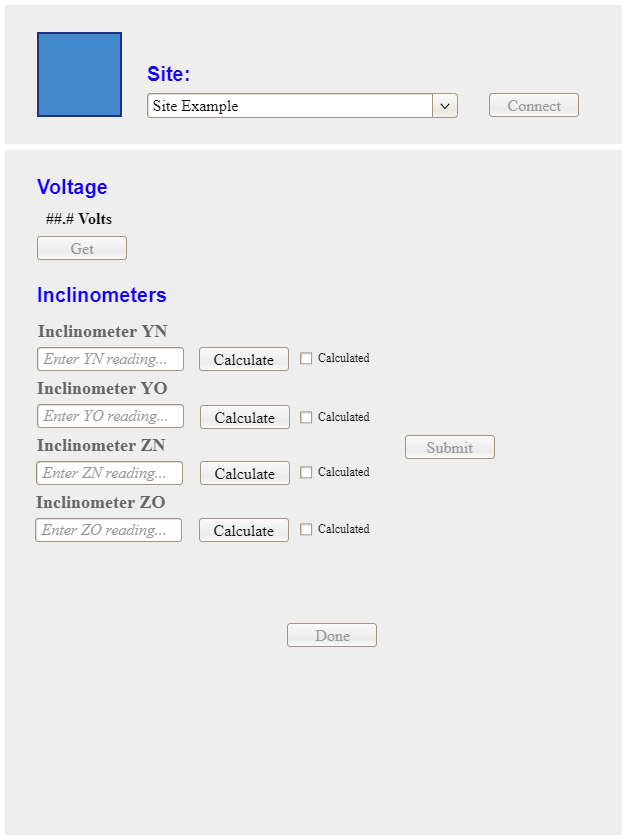 Site:
Site Example
Connect
Voltage
##.# Volts
Get
Inclinometers
Inclinometer YN
Enter YN reading... Calculate Calculated
Inclinometer YO
Enter YO reading... Calculate Calculated
Inclinometer ZN
Submit
Enter ZN reading... Calculate Calculated
Inclinometer ZO
Enter ZO reading... Calculate Calculated
Done